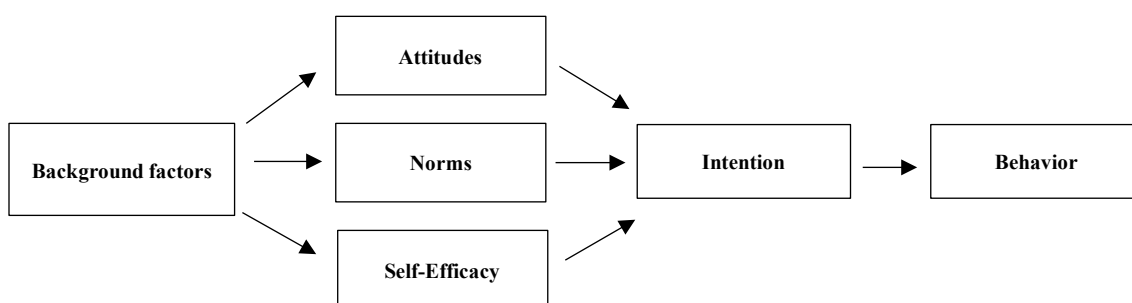 Attitudes
Background factors
Norms
Intention
Behavior
Self-Efficacy